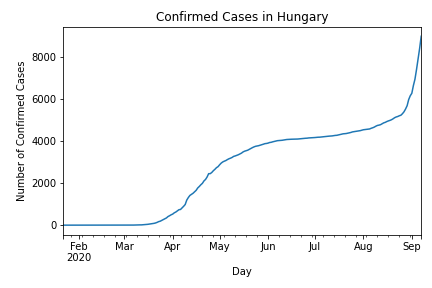 Confirmed Cases in Hungary
Number of Confirmed Cases
8000
6000
4000
2000
0
Feb Mar Apr May Jun Jul Aug Sep
2020
Day